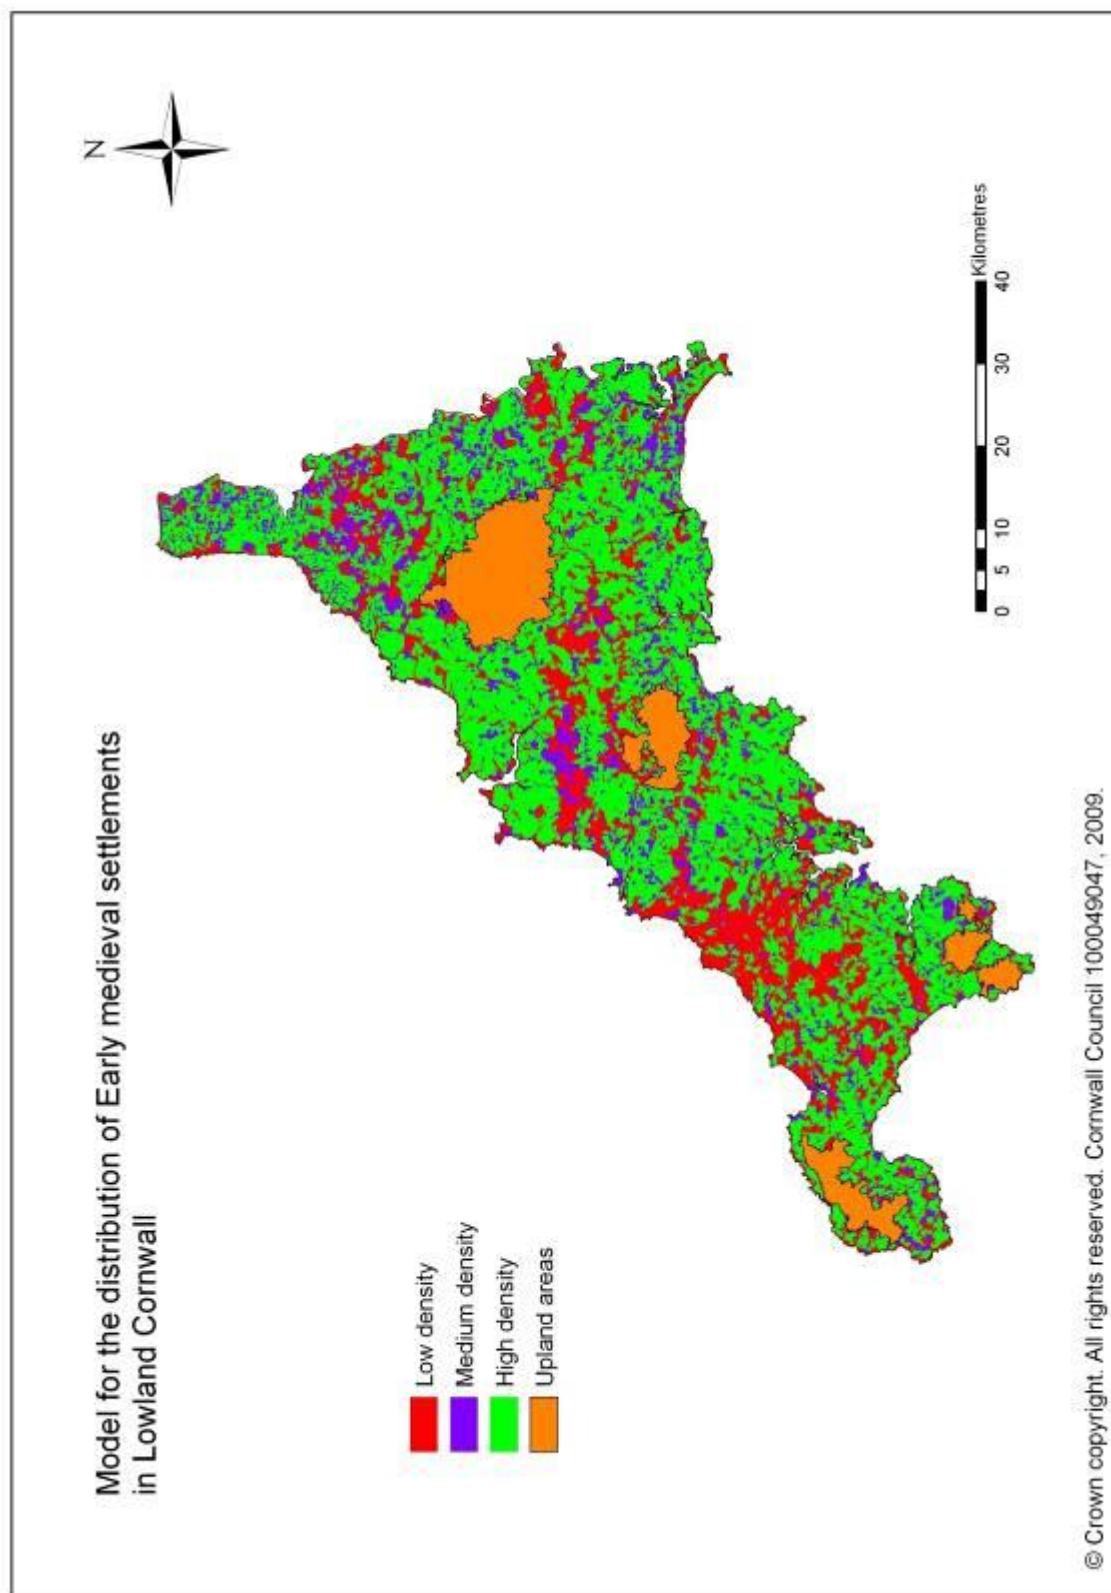 Model for the distribution of Early medieval settlements
in Lowland Cornwall
N
Low density
Medium density
High density
Upland areas
0 5 10 20 30 40
Kilometres
© Crown copyright. All rights reserved. Cornwall Council 100049047, 2009.